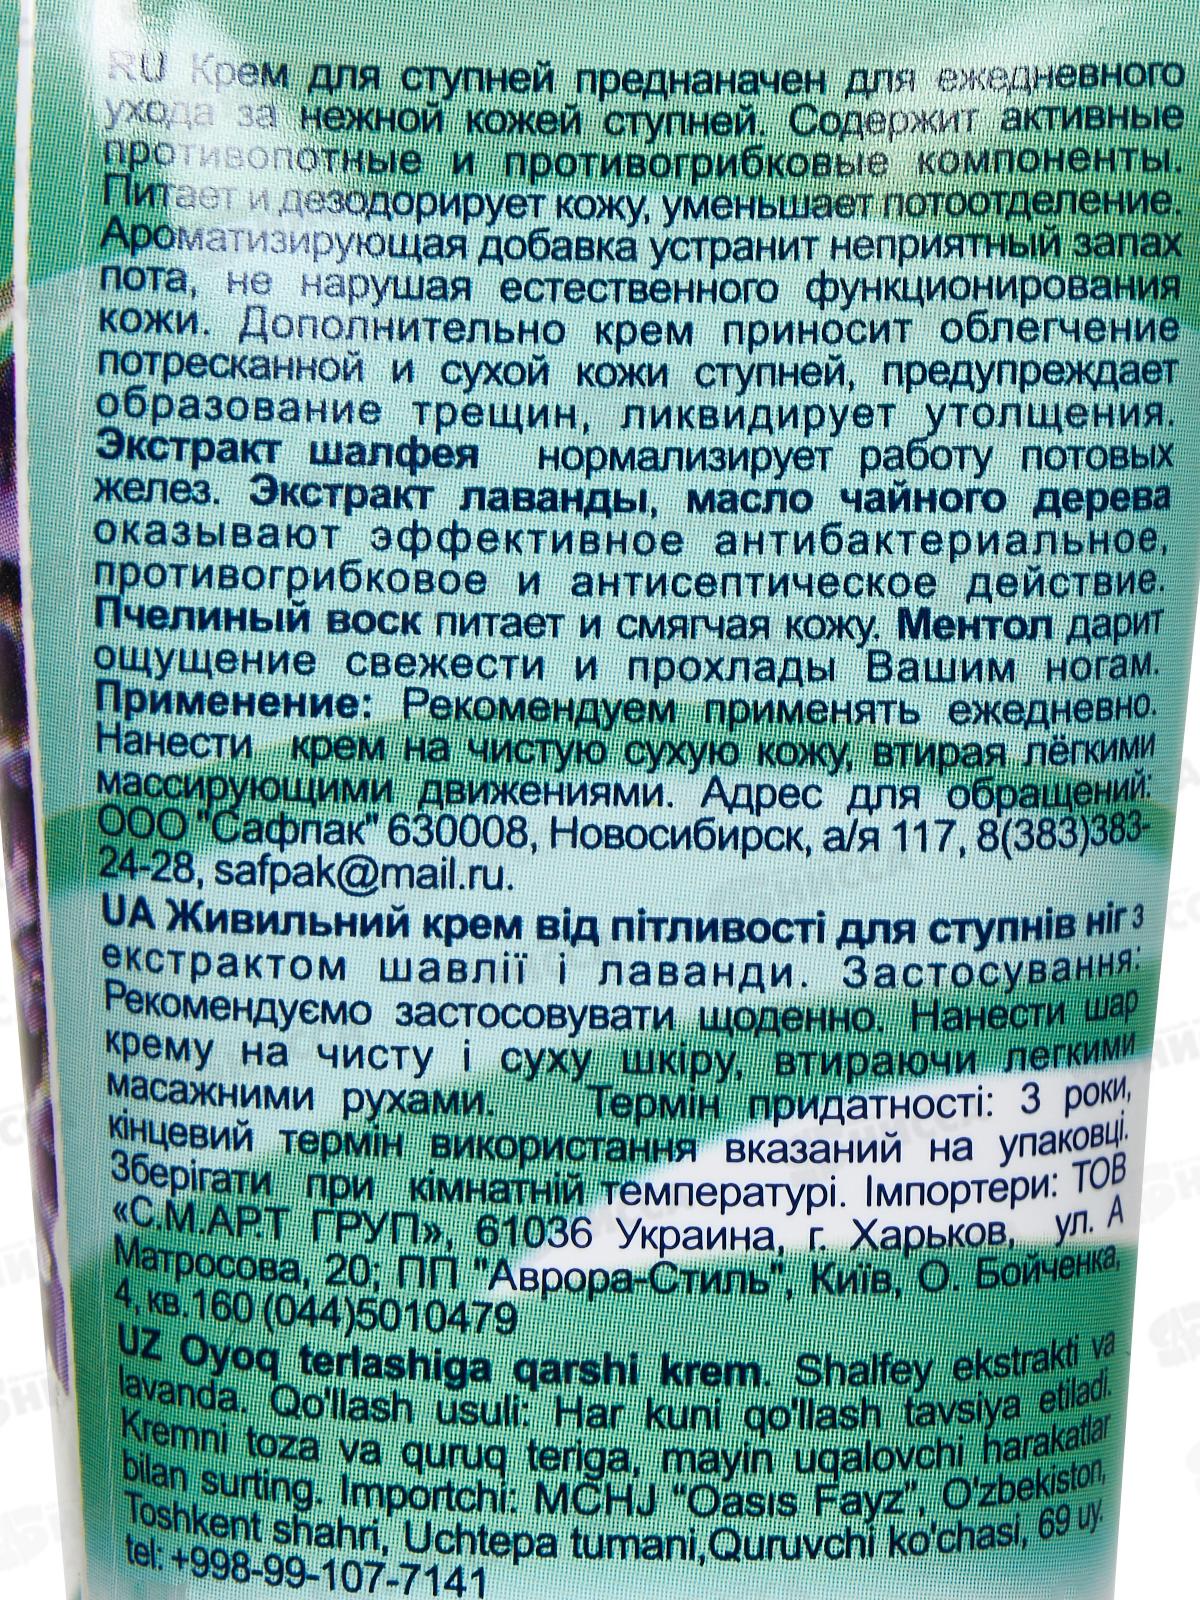 RU Крем для ступней преднаначен для ежедневного
ухода за нежной кожей ступней. Содержит активные
противопотные и противогрибковые компоненты.
Питает и дезодорирует кожу, уменьшает потоотделение.
Ароматизирующая добавка устранит неприятный запах
пота, не нарушая естественного функционирования
кожи. Дополнительно крем приносит облегчение
потресканной и сухой кожи ступней, предупреждает
образование трещин, ликвидирует утолщения.
Экстракт шалфея нормализирует работу потовых
желез. Экстракт лаванды, масло чайного дерева
оказывают эффективное антибактериальное,
противогрибковое и антисептическое действие.
Пчелиный воск питает и смягчая кожу. Ментол дарит
ощущение свежести и прохлады Вашим ногам.
Применение: Рекомендуем применять ежедневно.
Нанести крем на чистую сухую кожу, втирая лёгкими
массирующими движениями. Адрес для обращений:
ООО "Сафпак" 630008, Новосибирск, а/я 117, 8(383)383-
24-28, safpak@mail.ru.
UA Живильний крем від пітливості для ступнів ніг з
екстрактом шавлії і лаванди. Застосування:
Рекомендуємо застосовувати щоденно. Нанести шар
крему на чисту і суху шкіру, втираючи легкими
масажними рухами. Термін придатності: 3 роки,
кінцевий термін використання вказаний на упаковці.
Зберігати при кімнатній температурі. Імпортери: ТОВ
«С.М.АР.Т ГРУП», 61036 Украина, г. Харьков, ул. А
Матросова, 20; ПП "Аврора-Стиль", Київ, О. Бойченка,
4, кв.160 (044)5010479
UZ Oyoq terlashiga qarshi krem. Shalfey ekstrakti va
lavanda. Qo'llash usuli: Har kuni qo'llash tavsiya etiladi.
Kremni toza va quruq teriga, mayin uqalovchi harakatlar
bilan surting. Importchi: MCHJ "Oasis Fayz", O'zbekiston,
Toshkent shahri, Uchtepa tumani,Quruvchi ko'chasi, 69 uy.
tel: +998-99-107-7141